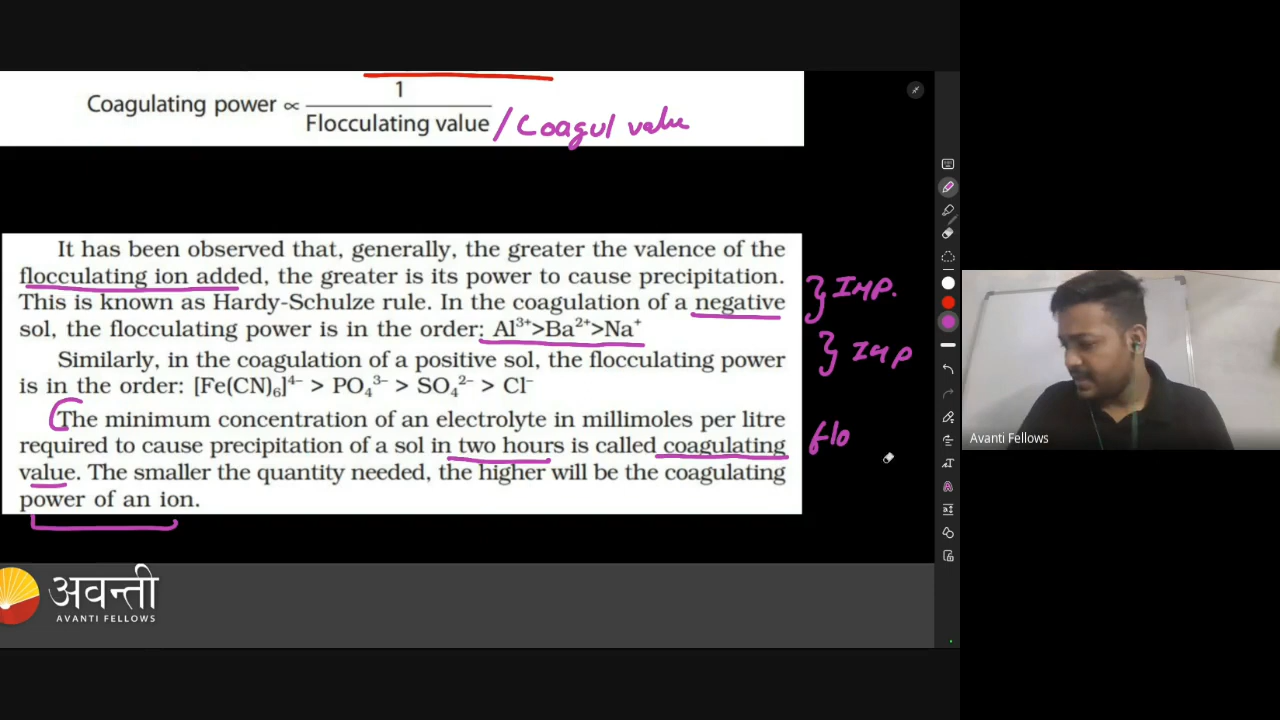 Coagulating power ∝ 1 / Flocculating value / Coagul value
It has been observed that, generally, the greater the valence of the
flocculating ion added, the greater is its power to cause precipitation.
This is known as Hardy-Schulze rule. In the coagulation of a negative
sol, the flocculating power is in the order: Al³⁺>Ba²⁺>Na⁺
} Imp.
Similarly, in the coagulation of a positive sol, the flocculating power
is in the order: [Fe(CN)₆]⁴⁻ > PO₄³⁻ > SO₄²⁻ > Cl⁻
} Imp
The minimum concentration of an electrolyte in millimoles per litre
required to cause precipitation of a sol in two hours is called coagulating
value. The smaller the quantity needed, the higher will be the coagulating
power of an ion.
flo
अवन्ती
AVANTI FELLOWS
Avanti Fellows